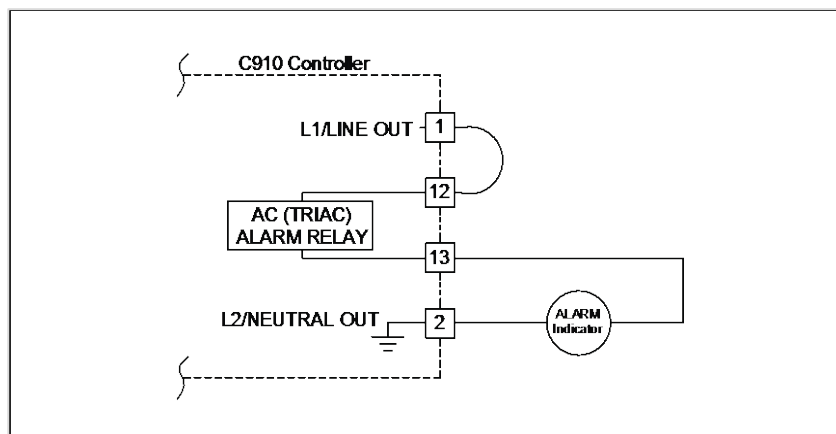 C910 Controller
L1/LINE OUT
1
12
AC (TRIAC)
ALARM RELAY
13
L2/NEUTRAL OUT
2
ALARM
Indicator